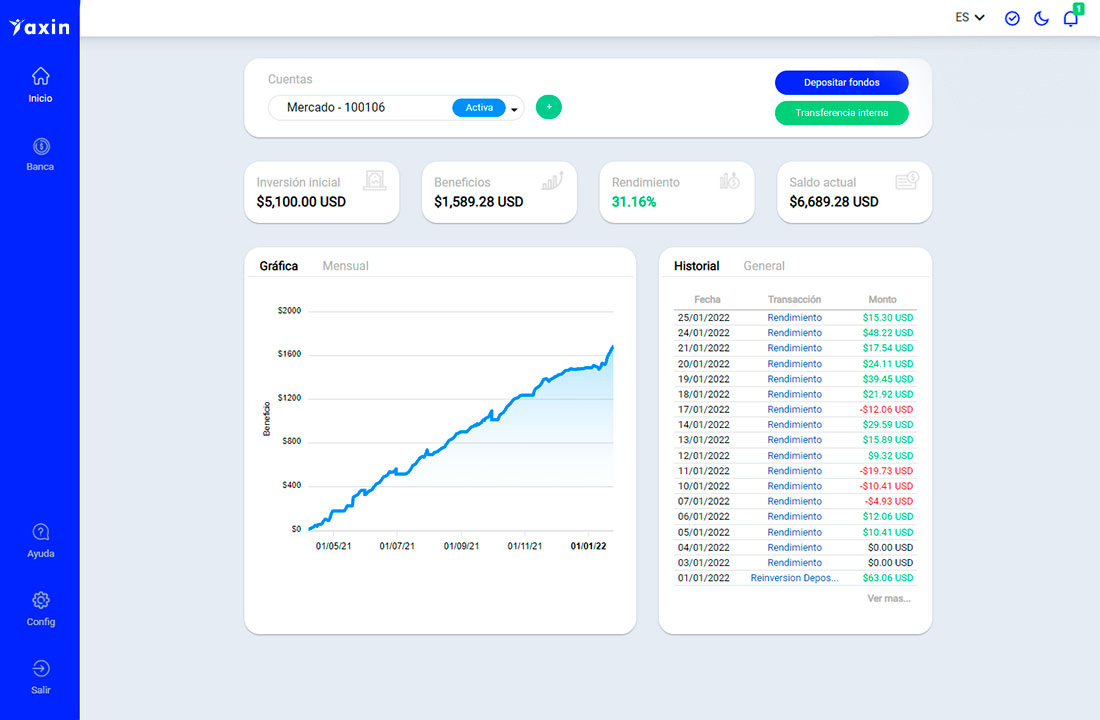 axin
ES
1
Inicio
Banca
Ayuda
Config
Salir
Cuentas
Mercado - 100106 Activa +
Depositar fondos
Transferencia Interna
Inversión inicial
$5,100.00 USD
Beneficios
$1,589.28 USD
Rendimiento
31.16%
Saldo actual
$6,689.28 USD
Gráfica Mensual
Beneficio
$2000
$1600
$1200
$800
$400
$0
01/05/21 01/07/21 01/09/21 01/11/21 01/01/22
Historial General
Fecha Transacción Monto
25/01/2022 Rendimiento $15.30 USD
24/01/2022 Rendimiento $48.22 USD
21/01/2022 Rendimiento $17.54 USD
20/01/2022 Rendimiento $24.11 USD
19/01/2022 Rendimiento $39.45 USD
18/01/2022 Rendimiento $21.92 USD
17/01/2022 Rendimiento -$12.06 USD
14/01/2022 Rendimiento $29.59 USD
13/01/2022 Rendimiento $15.89 USD
12/01/2022 Rendimiento $9.32 USD
11/01/2022 Rendimiento -$19.73 USD
10/01/2022 Rendimiento -$10.41 USD
07/01/2022 Rendimiento -$4.93 USD
06/01/2022 Rendimiento $12.06 USD
05/01/2022 Rendimiento $10.41 USD
04/01/2022 Rendimiento $0.00 USD
03/01/2022 Rendimiento $0.00 USD
01/01/2022 Reinversion Depos... $63.06 USD
Ver mas...